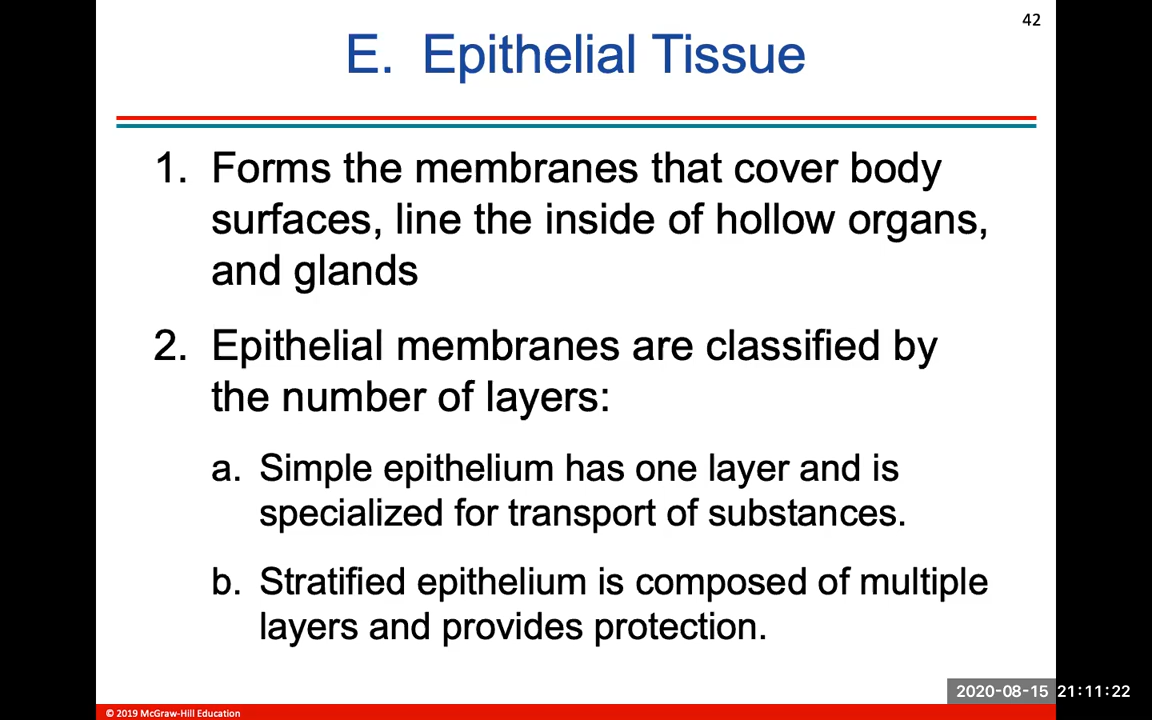 42
E. Epithelial Tissue
1. Forms the membranes that cover body
surfaces, line the inside of hollow organs,
and glands
2. Epithelial membranes are classified by
the number of layers:
a. Simple epithelium has one layer and is
specialized for transport of substances.
b. Stratified epithelium is composed of multiple
layers and provides protection.
2020-08-15 21:11:22
© 2019 McGraw-Hill Education